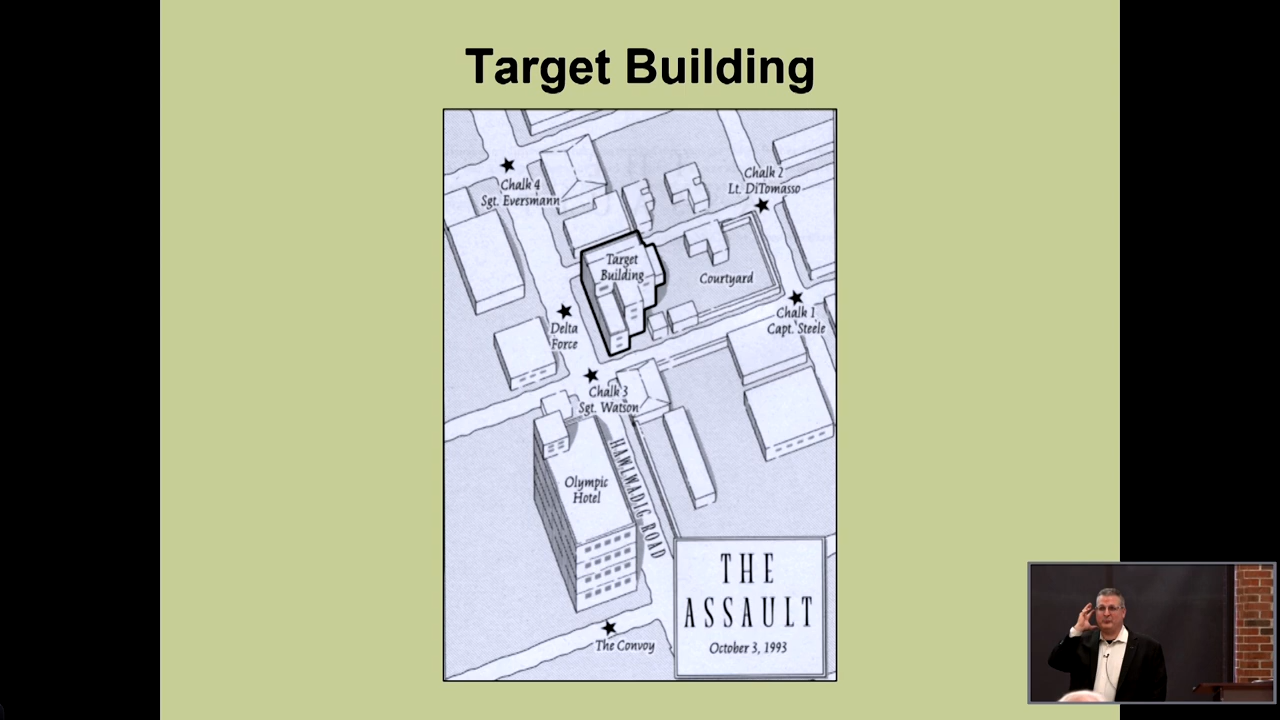 Target Building
Chalk 4
Sgt. Eversmann
Chalk 2
Lt. DiTomasso
Target
Building
Courtyard
Delta
Force
Chalk 1
Capt. Steele
Chalk 3
Sgt. Watson
Olympic
Hotel
HAWLWADIG ROAD
THE
ASSAULT
October 3, 1993
The Convoy